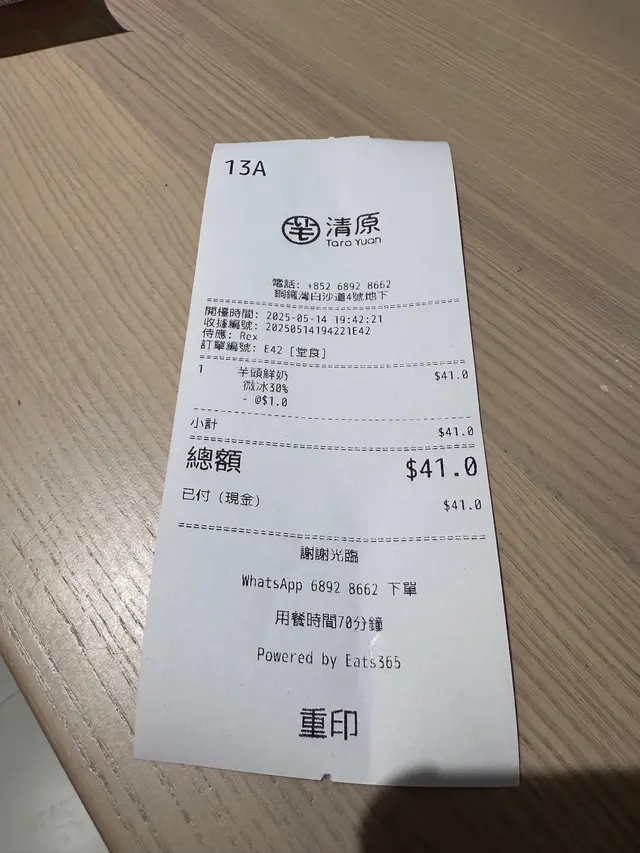 13A
芋 清原
Taro Yuan
電話: +852 6892 8662
銅鑼灣白沙道4號地下
開檯時間: 2025-05-14 19:42:21
收據編號: 20250514194221E42
侍應: Rex
訂單編號: E42 [堂食]
1 芋頭鮮奶 $41.0
微冰30%
- @$1.0
小計 $41.0
總額 $41.0
已付 (現金) $41.0
謝謝光臨
WhatsApp 6892 8662 下單
用餐時間70分鐘
Powered by Eats365
重印